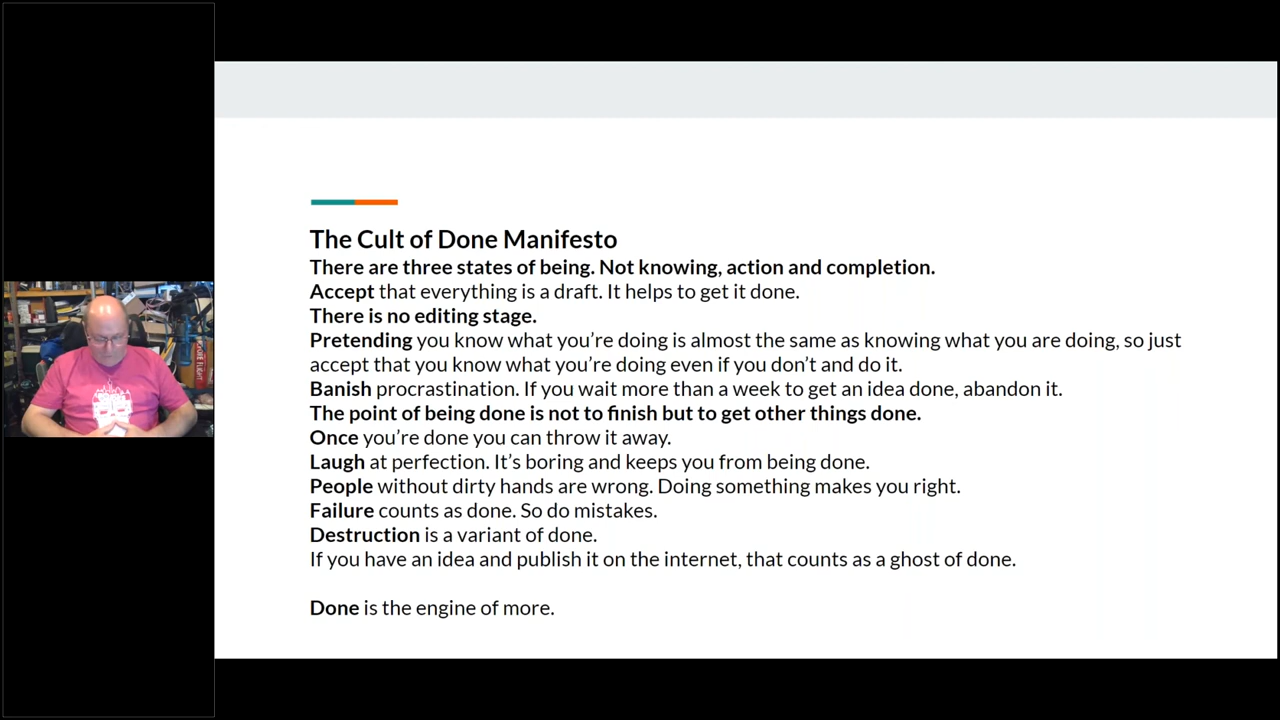 The Cult of Done Manifesto
There are three states of being. Not knowing, action and completion.
Accept that everything is a draft. It helps to get it done.
There is no editing stage.
Pretending you know what you're doing is almost the same as knowing what you are doing, so just
accept that you know what you're doing even if you don't and do it.
Banish procrastination. If you wait more than a week to get an idea done, abandon it.
The point of being done is not to finish but to get other things done.
Once you're done you can throw it away.
Laugh at perfection. It's boring and keeps you from being done.
People without dirty hands are wrong. Doing something makes you right.
Failure counts as done. So do mistakes.
Destruction is a variant of done.
If you have an idea and publish it on the internet, that counts as a ghost of done.
Done is the engine of more.